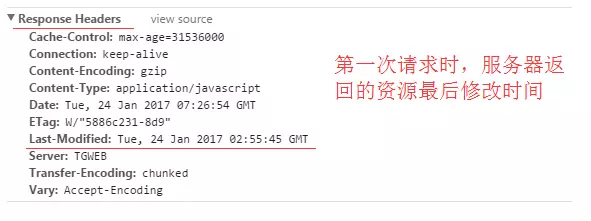 Response Headers view source
Cache-Control: max-age=31536000
Connection: keep-alive
Content-Encoding: gzip
Content-Type: application/javascript
Date: Tue, 24 Jan 2017 07:26:54 GMT
ETag: W/"5886c231-8d9"
Last-Modified: Tue, 24 Jan 2017 02:55:45 GMT
Server: TGWEB
Transfer-Encoding: chunked
Vary: Accept-Encoding
第一次请求时，服务器返
回的资源最后修改时间